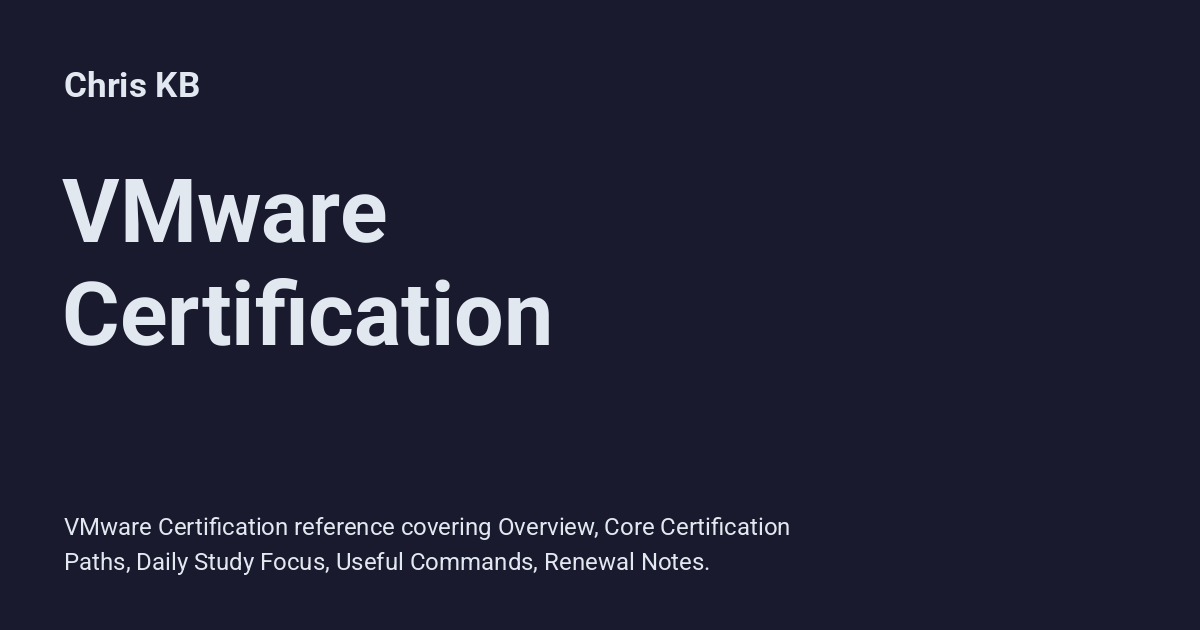 Chris KB
VMware
Certification
VMware Certification reference covering Overview, Core Certification
Paths, Daily Study Focus, Useful Commands, Renewal Notes.